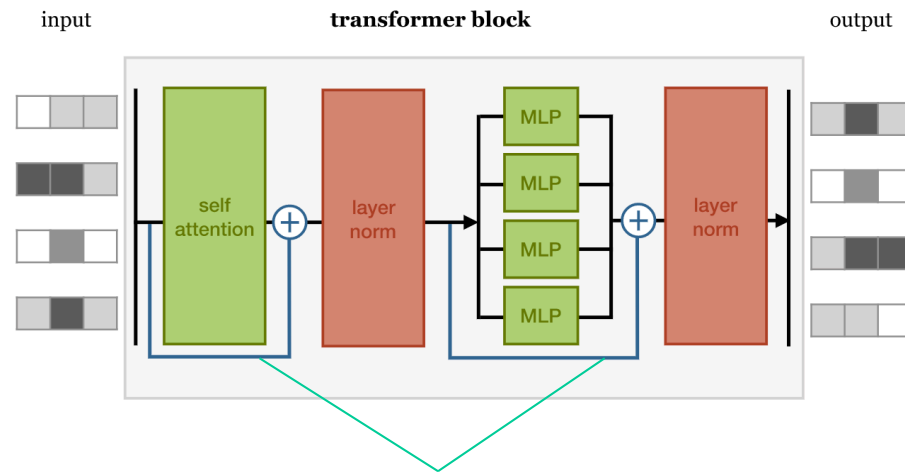 input
transformer block
output
self
attention
layer
norm
MLP
MLP
MLP
MLP
layer
norm